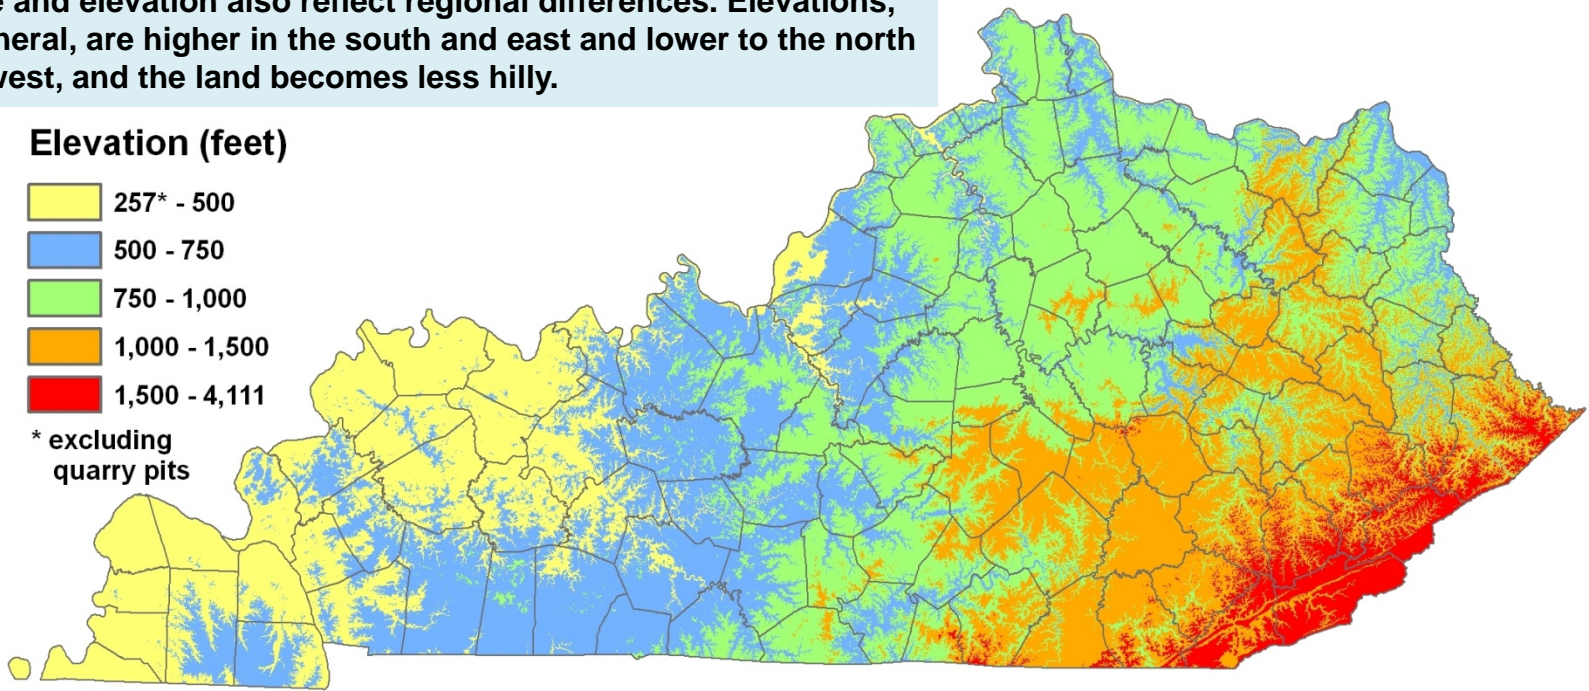 and elevation also reflect regional differences. Elevations,
are higher in the south and east and lower to the north
and the land becomes less hilly.
Elevation (feet)
257* - 500
500 - 750
750 - 1,000
1,000 - 1,500
1,500 - 4,111
* excluding
quarry pits